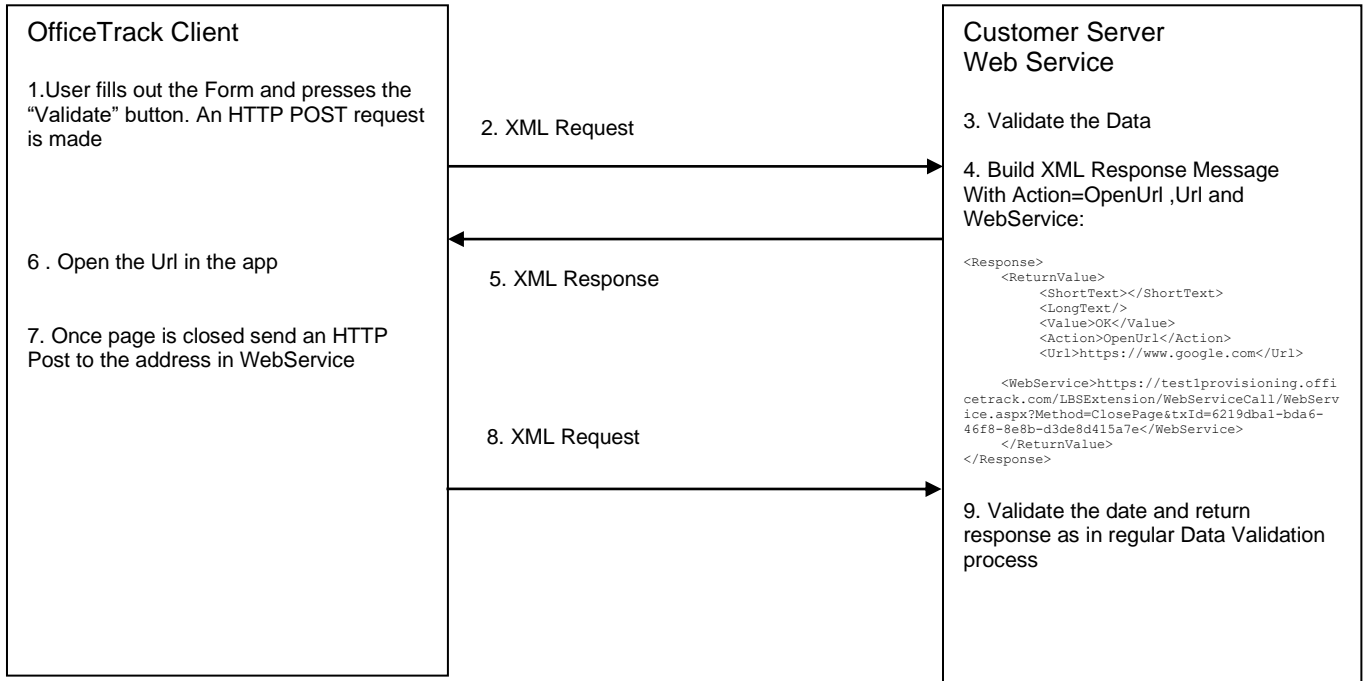 OfficeTrack Client
1.User fills out the Form and presses the
“Validate” button. An HTTP POST request
is made
2. XML Request
6 . Open the Url in the app
5. XML Response
7. Once page is closed send an HTTP
Post to the address in WebService
8. XML Request
Customer Server
Web Service
3. Validate the Data
4. Build XML Response Message
With Action=OpenUrl ,Url and
WebService:
<Response>
<ReturnValue>
<ShortText></ShortText>
<LongText/>
<Value>OK</Value>
<Action>OpenUrl</Action>
<Url>https://www.google.com</Url>
<WebService>https://test1provisioning.offi
cetrack.com/LBSExtension/WebServiceCall/WebServ
ice.aspx?Method=ClosePage&txId=6219dba1-bda6-
46f8-8e8b-d3de8d415a7e</WebService>
</ReturnValue>
</Response>
9. Validate the date and return
response as in regular Data Validation
process